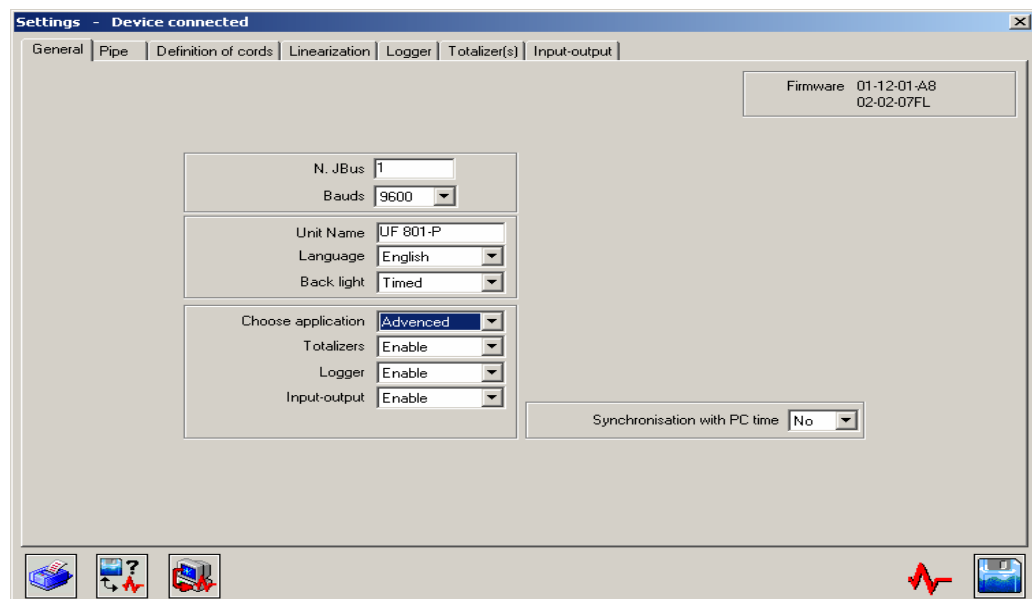 Settings - Device connected
General Pipe Definition of cords Linearization Logger Totalizer(s) Input-output
Firmware 01-12-01-A8
02-02-07FL
N. JBus 1
Bauds 9600
Unit Name UF 801-P
Language English
Back light Timed
Choose application Advenced
Totalizers Enable
Logger Enable
Input-output Enable
Synchronisation with PC time No
?